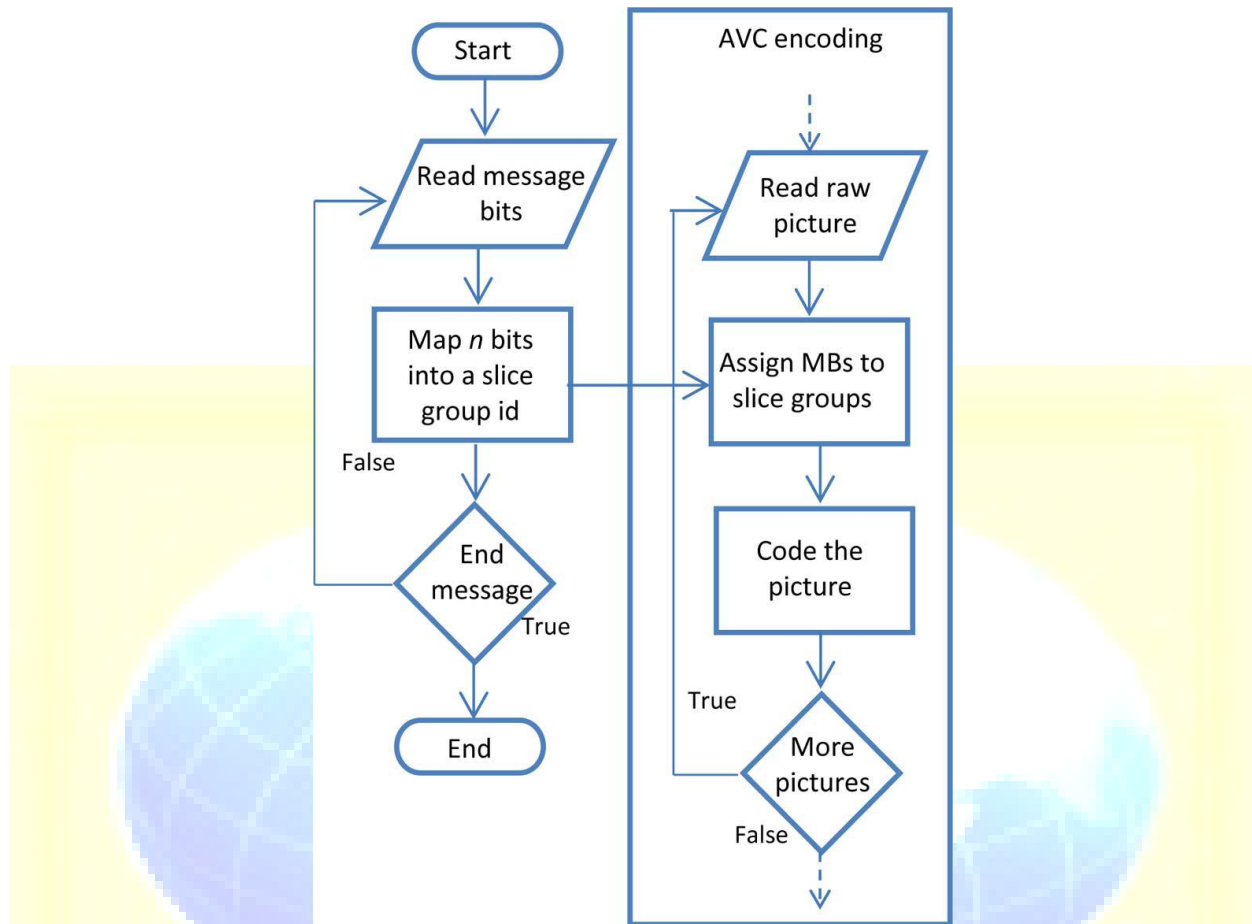 Start
Read message
bits
Map n bits
into a slice
group id
False
End
message
True
End
AVC encoding
Read raw
picture
Assign MBs to
slice groups
Code the
picture
True
More
pictures
False